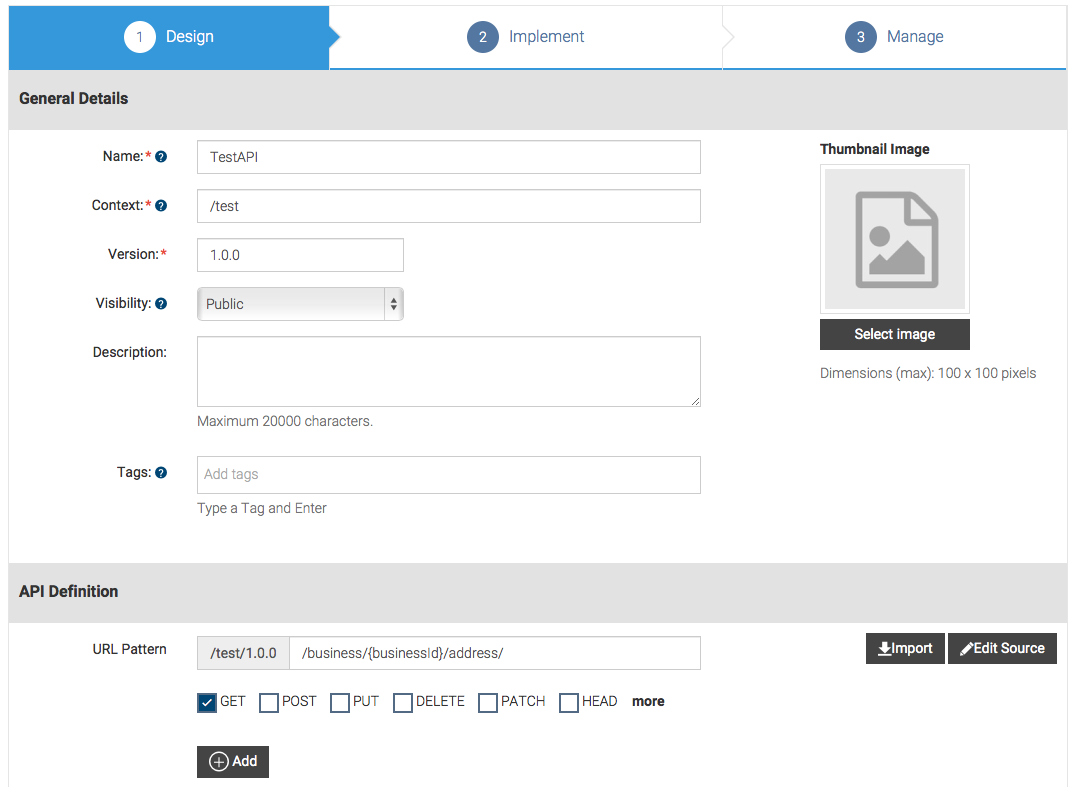 1 Design 2 Implement 3 Manage
General Details
Name:* ? TestAPI
Thumbnail Image
Context:* ? /test
Version:* 1.0.0
Visibility: ? Public
Select image
Description:
Dimensions (max): 100 x 100 pixels
Maximum 20000 characters.
Tags: ? Add tags
Type a Tag and Enter
API Definition
URL Pattern /test/1.0.0 /business/{businessId}/address/ Import Edit Source
GET POST PUT DELETE PATCH HEAD more
Add